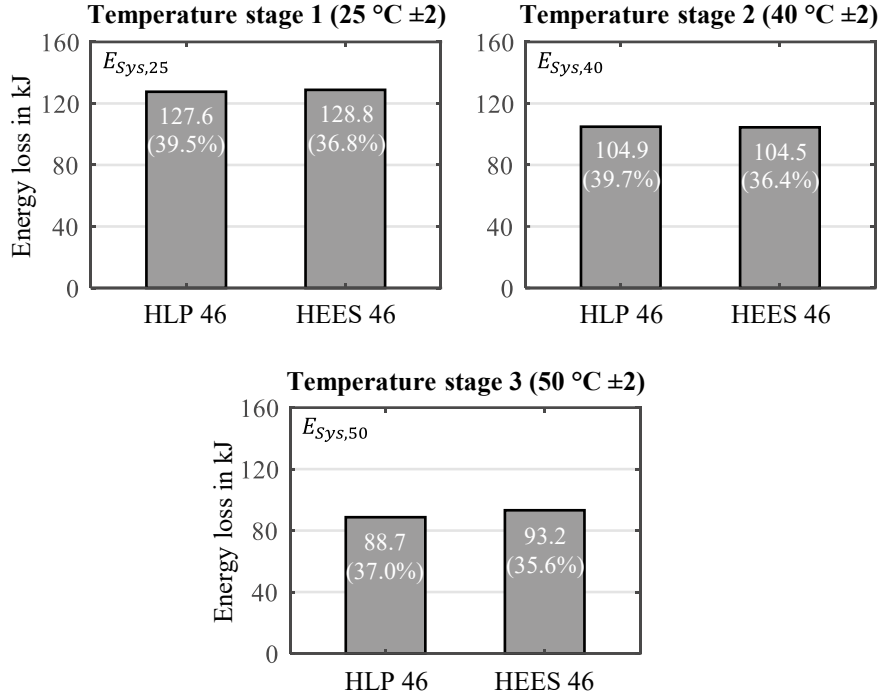 Temperature stage 1 (25 °C ±2)
Energy loss in kJ
160
120
80
40
0
E_Sys,25
127.6
(39.5%)
128.8
(36.8%)
HLP 46
HEES 46
Temperature stage 2 (40 °C ±2)
160
120
80
40
0
E_Sys,40
104.9
(39.7%)
104.5
(36.4%)
HLP 46
HEES 46
Temperature stage 3 (50 °C ±2)
Energy loss in kJ
160
120
80
40
0
E_Sys,50
88.7
(37.0%)
93.2
(35.6%)
HLP 46
HEES 46